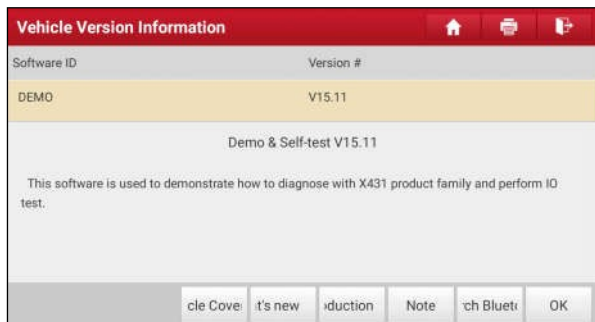 Vehicle Version Information
Software ID Version #
DEMO V15.11
Demo & Self-test V15.11
This software is used to demonstrate how to diagnose with X431 product family and perform IO
test.
cle Cove t's new duction Note ch Bluet OK